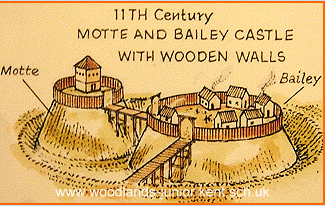 11TH Century
MOTTE AND BAILEY CASTLE
WITH WOODEN WALLS
Motte
Bailey
www.woodlands-junior.kent.sch.uk